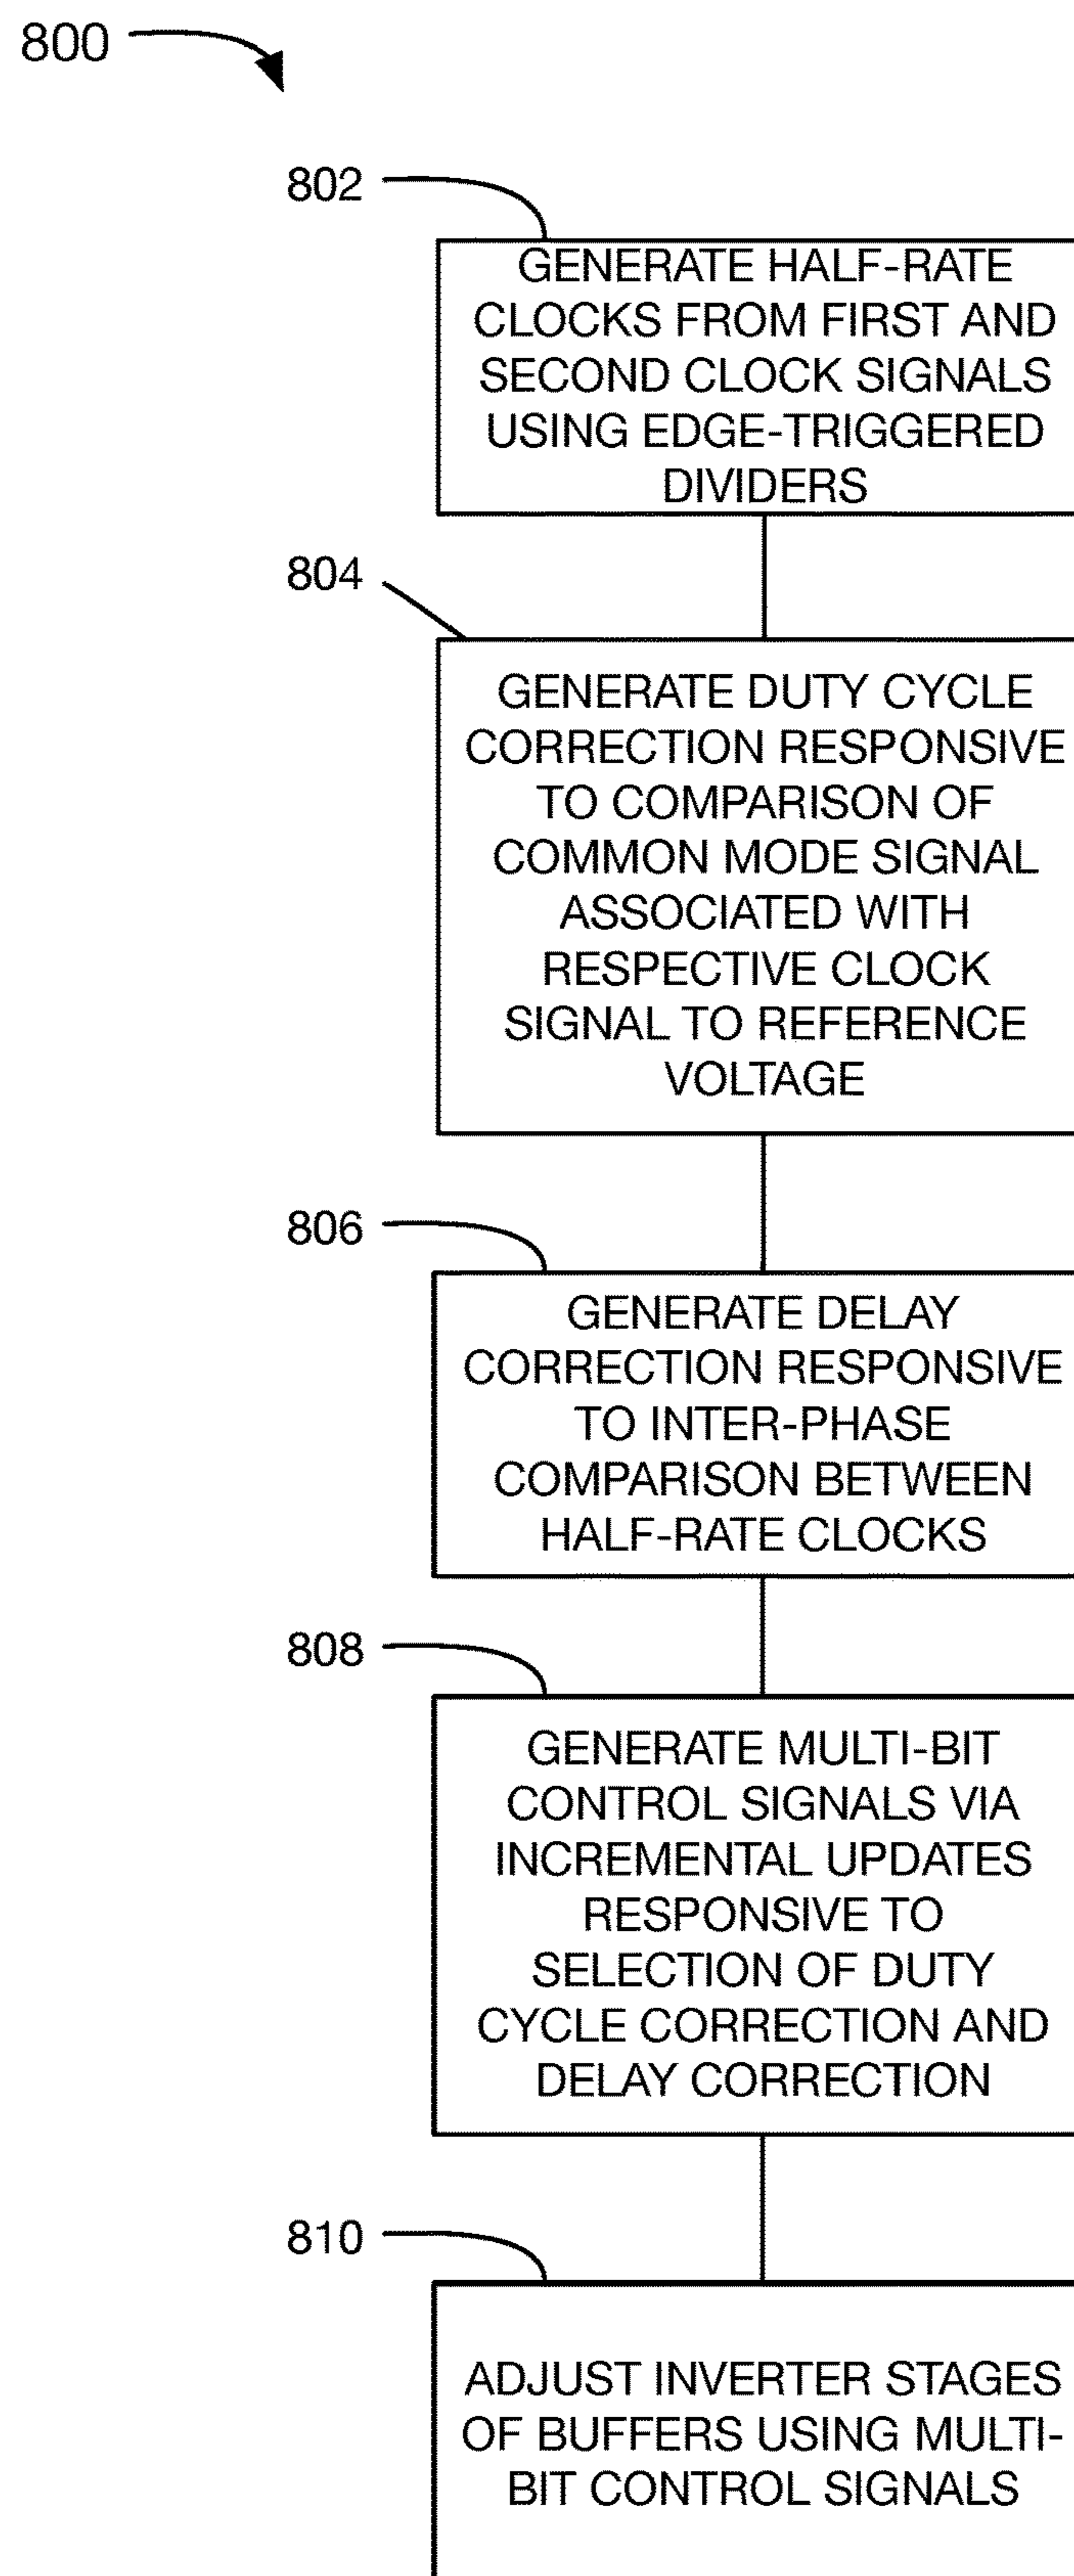 800
802
GENERATE HALF-RATE
CLOCKS FROM FIRST AND
SECOND CLOCK SIGNALS
USING EDGE-TRIGGERED
DIVIDERS
804
GENERATE DUTY CYCLE
CORRECTION RESPONSIVE
TO COMPARISON OF
COMMON MODE SIGNAL
ASSOCIATED WITH
RESPECTIVE CLOCK
SIGNAL TO REFERENCE
VOLTAGE
806
GENERATE DELAY
CORRECTION RESPONSIVE
TO INTER-PHASE
COMPARISON BETWEEN
HALF-RATE CLOCKS
808
GENERATE MULTI-BIT
CONTROL SIGNALS VIA
INCREMENTAL UPDATES
RESPONSIVE TO
SELECTION OF DUTY
CYCLE CORRECTION AND
DELAY CORRECTION
810
ADJUST INVERTER STAGES
OF BUFFERS USING MULTI-
BIT CONTROL SIGNALS